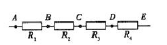 A B C D E
R₁ R₂ R₃ R₄